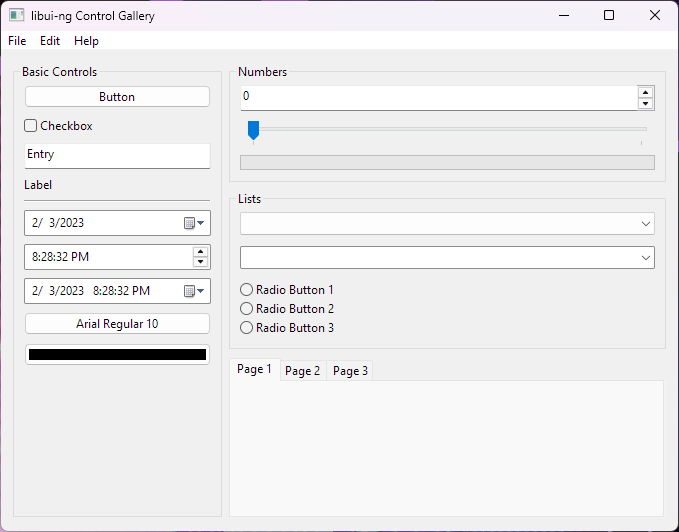 libui-ng Control Gallery
File Edit Help
Basic Controls
Button
Checkbox
Entry
Label
2/ 3/2023
8:28:32 PM
2/ 3/2023 8:28:32 PM
Arial Regular 10
Numbers
0
Lists
Radio Button 1
Radio Button 2
Radio Button 3
Page 1 Page 2 Page 3